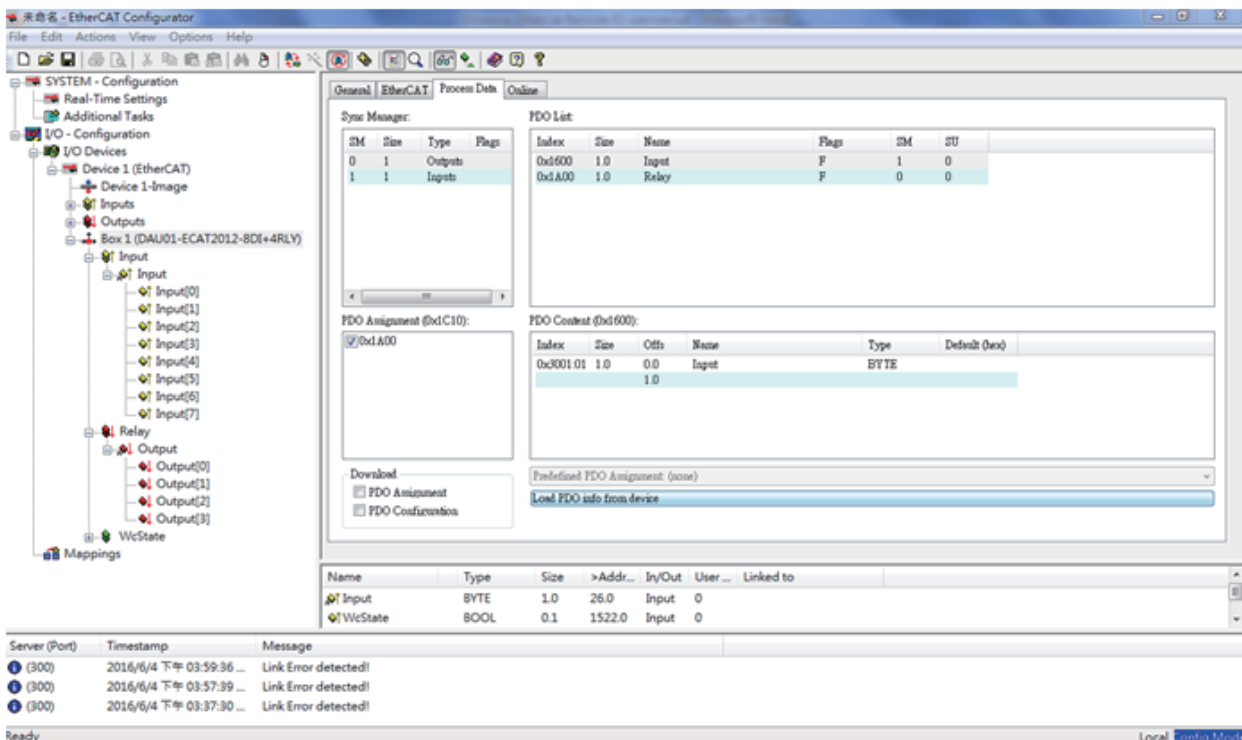 未命名 - EtherCAT Configurator
File Edit Actions View Options Help
SYSTEM - Configuration
Real-Time Settings
Additional Tasks
I/O - Configuration
I/O Devices
Device 1 (EtherCAT)
Device 1-Image
Inputs
Outputs
Box 1 (DAU01-ECAT2012-8DI+4RLY)
Input
Input
Input[0]
Input[1]
Input[2]
Input[3]
Input[4]
Input[5]
Input[6]
Input[7]
Relay
Output
Output[0]
Output[1]
Output[2]
Output[3]
WcState
Mappings
General EtherCAT Process Data Online
Sync Manager:
SM Size Type Flags
0 1 Outputs
1 1 Inputs
PDO List:
Index Size Name Flags SM SU
0x1600 1.0 Input F 1 0
0x1A00 1.0 Relay F 0 0
PDO Assignment (0x1C10):
0x1A00
PDO Content (0x1600):
Index Size Offs Name Type Default (hex)
0x3001:01 1.0 0.0 Input BYTE
1.0
Download
PDO Assignment
PDO Configuration
Predefined PDO Assignment: (none)
Load PDO info from device
Name Type Size >Addr... In/Out User ... Linked to
Input BYTE 1.0 26.0 Input 0
WcState BOOL 0.1 1522.0 Input 0
Server (Port) Timestamp Message
(300) 2016/6/4 下午 03:59:36 ... Link Error detected!
(300) 2016/6/4 下午 03:57:39 ... Link Error detected!
(300) 2016/6/4 下午 03:37:30 ... Link Error detected!
Ready
Local Config Mode